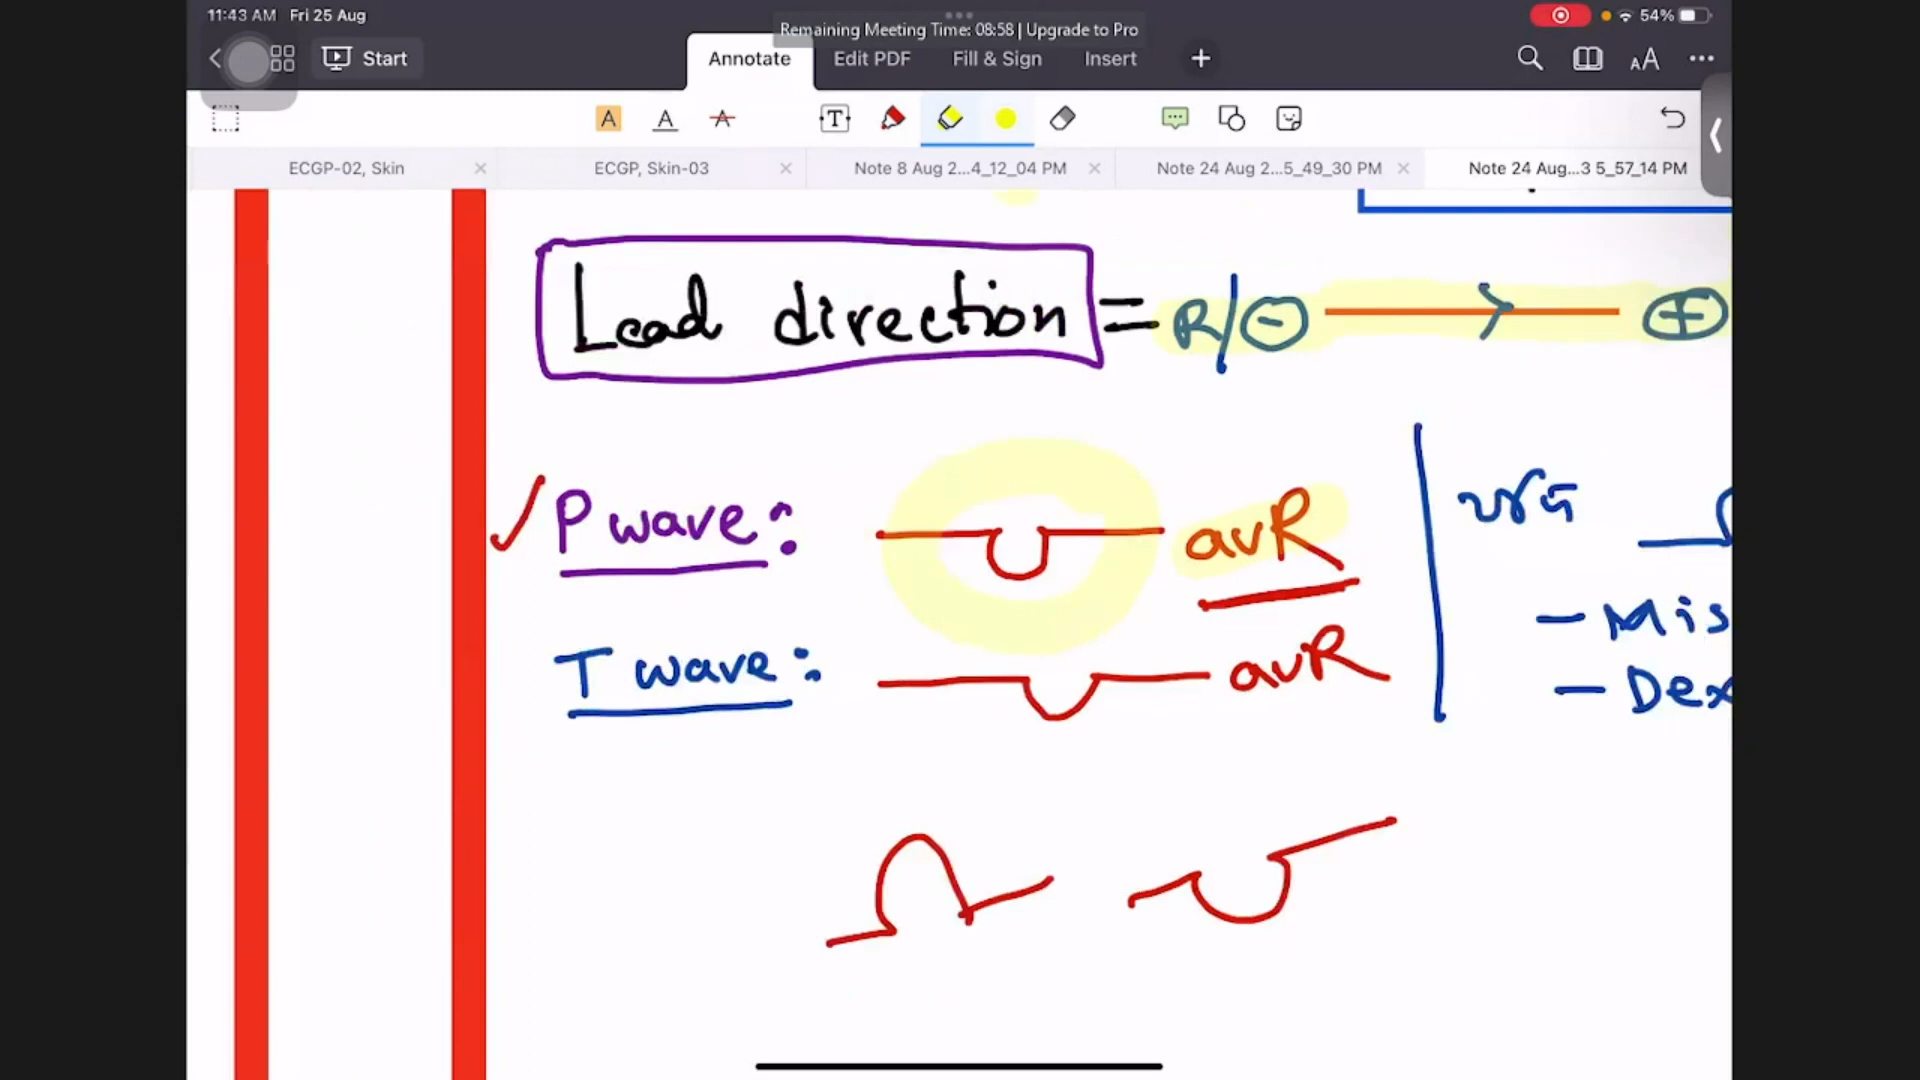 11:43 AM Fri 25 Aug
Remaining Meeting Time: 08:58 | Upgrade to Pro
54%
Start
Annotate
Edit PDF
Fill & Sign
Insert
ECGP-02, Skin
ECGP, Skin-03
Note 8 Aug 2...4_12_04 PM
Note 24 Aug 2...5_49_30 PM
Note 24 Aug...3 5_57_14 PM
Lead direction = R/⊖ → ⊕
✓ P wave: avR
T wave: avR
- Mis
- Dex